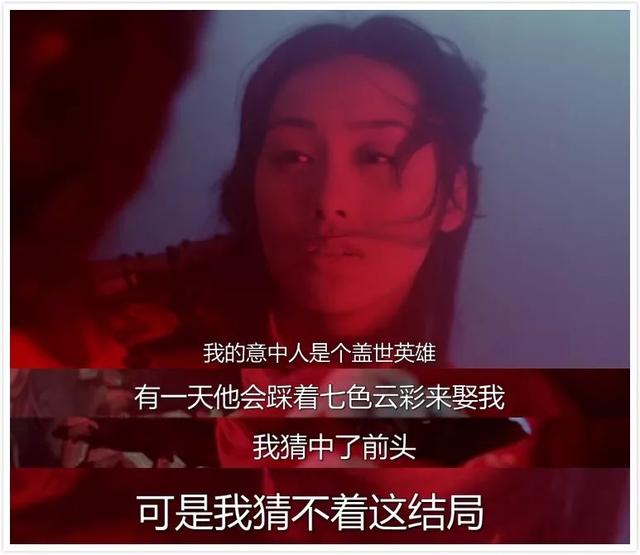 我的意中人是个盖世英雄
有一天他会踩着七色云彩来娶我
我猜中了前头
可是我猜不着这结局